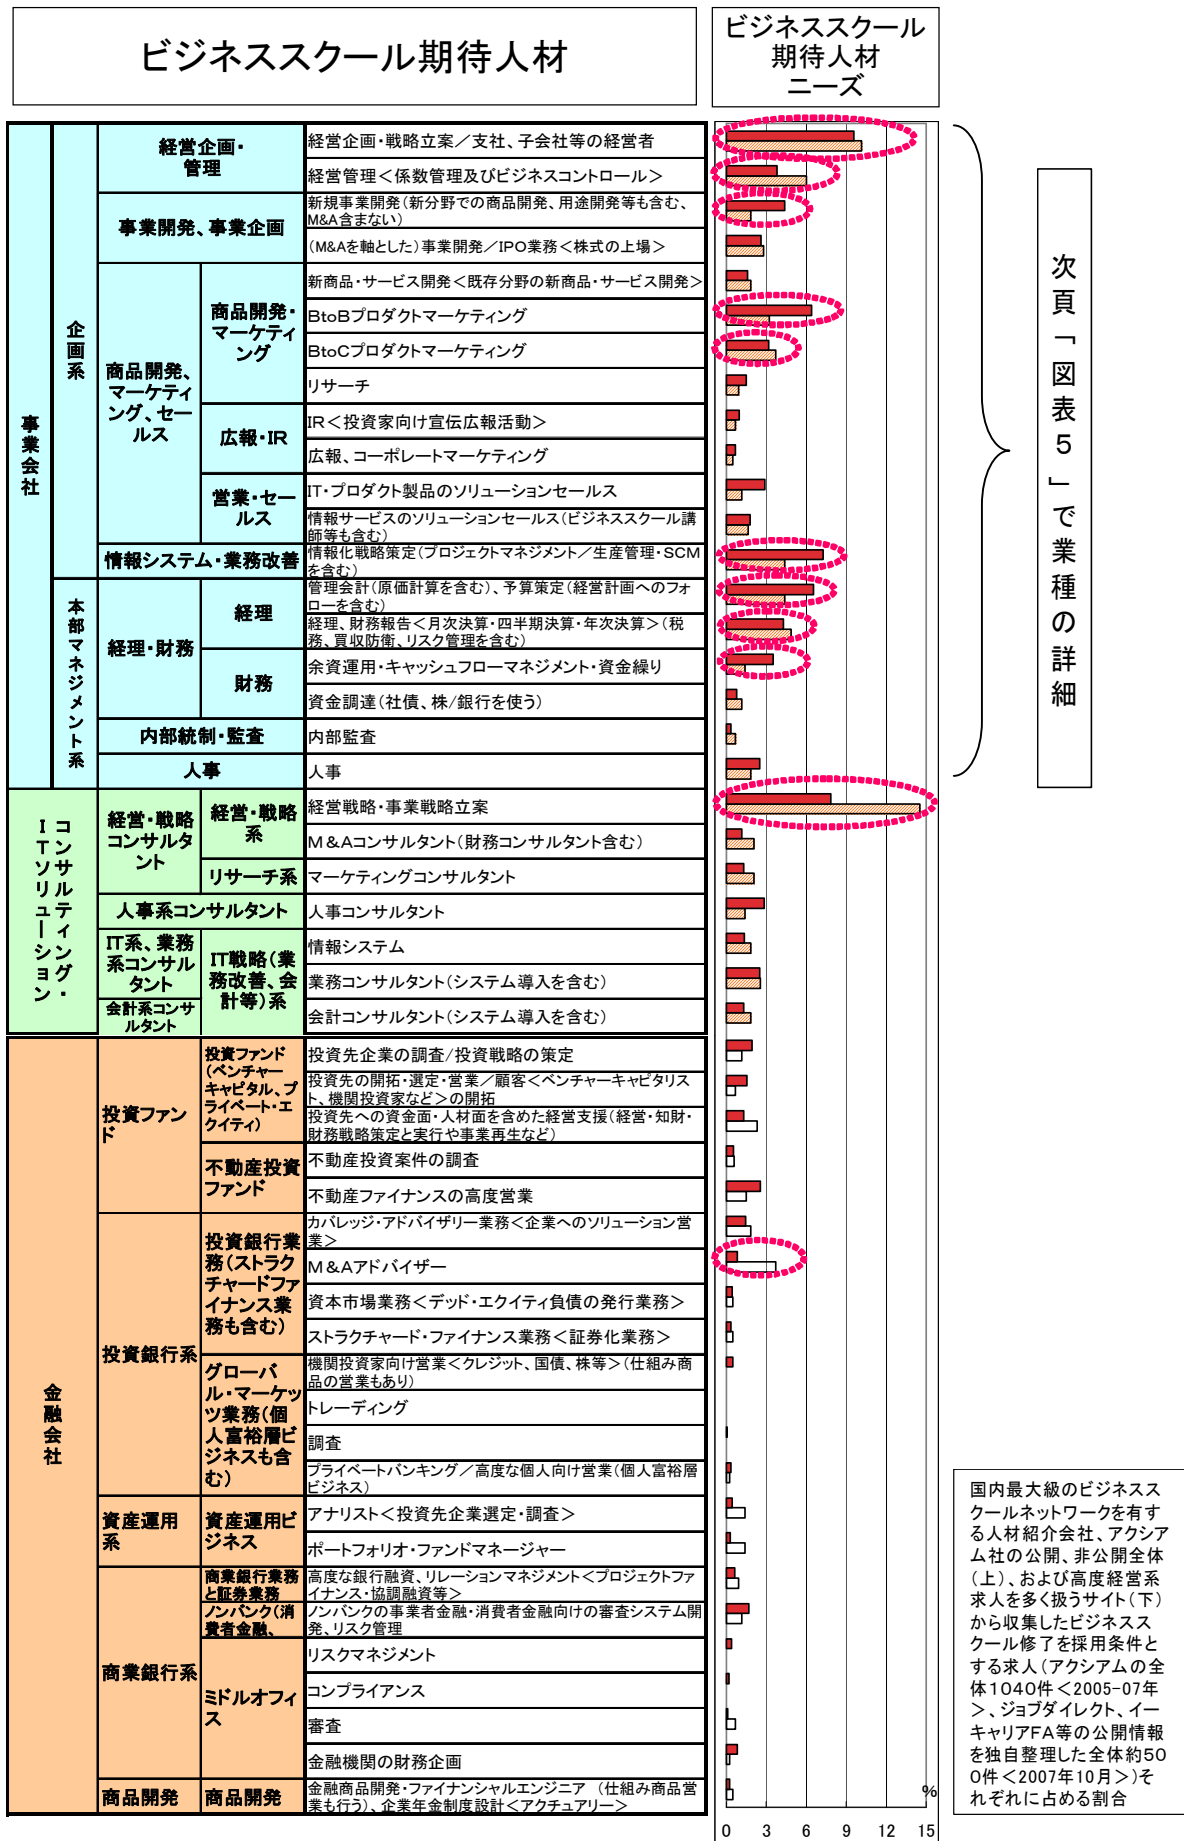 ビジネススクール期待人材
ビジネススクール
期待人材
ニーズ
事業会社
企画系
経営企画・
管理
経営企画・戦略立案／支社、子会社等の経営者
経営管理＜係数管理及びビジネスコントロール＞
事業開発、事業企画
新規事業開発(新分野での商品開発、用途開発等も含む、
M&A含まない)
(M&Aを軸とした)事業開発／IPO業務＜株式の上場＞
商品開発、
マーケティ
ング、セー
ルス
商品開発・
マーケティ
ング
新商品・サービス開発＜既存分野の新商品・サービス開発＞
BtoBプロダクトマーケティング
BtoCプロダクトマーケティング
リサーチ
広報・IR
IR＜投資家向け宣伝広報活動＞
広報、コーポレートマーケティング
営業・セー
ルス
IT・プロダクト製品のソリューションセールス
情報サービスのソリューションセールス(ビジネススクール講
師等も含む)
情報システム・業務改善
情報化戦略策定(プロジェクトマネジメント／生産管理・SCM
を含む)
本部マネジメント系
経理・財務
経理
管理会計(原価計算を含む)、予算策定(経営計画へのフォ
ローを含む)
経理、財務報告＜月次決算・四半期決算・年次決算＞(税
務、買収防衛、リスク管理を含む)
財務
余資運用・キャッシュフローマネジメント・資金繰り
資金調達(社債、株/銀行を使う)
内部統制・監査
内部監査
人事
人事
コンサルティング・
ITソリューション
経営・戦略
コンサルタ
ント
経営・戦略
系
経営戦略・事業戦略立案
M＆Aコンサルタント(財務コンサルタント含む)
リサーチ系
マーケティングコンサルタント
人事系コンサルタント
人事コンサルタント
IT系、業務
系コンサル
タント
IT戦略(業
務改善、会
計等)系
情報システム
業務コンサルタント(システム導入を含む)
会計系コンサ
ルタント
会計コンサルタント(システム導入を含む)
金融会社
投資ファン
ド
投資ファンド
(ベンチャー
キャピタル、プ
ライベート・エ
クイティ)
投資先企業の調査/投資戦略の策定
投資先の開拓・選定・営業／顧客＜ベンチャーキャピタリス
ト、機関投資家など＞の開拓
投資先への資金面・人材面を含めた経営支援(経営・知財・
財務戦略策定と実行や事業再生など)
不動産投資
ファンド
不動産投資案件の調査
不動産ファイナンスの高度営業
投資銀行系
投資銀行業
務(ストラク
チャードファ
イナンス業
務も含む)
カバレッジ・アドバイザリー業務＜企業へのソリューション営
業＞
M＆Aアドバイザー
資本市場業務＜デッド・エクイティ負債の発行業務＞
ストラクチャード・ファイナンス業務＜証券化業務＞
グローバ
ル・マーケッ
ツ業務(個
人富裕層ビ
ジネスも含
む)
機関投資家向け営業＜クレジット、国債、株等＞(仕組み商
品の営業もあり)
トレーディング
調査
プライベートバンキング／高度な個人向け営業(個人富裕層
ビジネス)
資産運用
系
資産運用ビ
ジネス
アナリスト＜投資先企業選定・調査＞
ポートフォリオ・ファンドマネージャー
商業銀行系
商業銀行業務
と証券業務
高度な銀行融資、リレーションマネジメント＜プロジェクトファ
イナンス・協調融資等＞
ノンバンク(消
費者金融、
ノンバンクの事業者金融・消費者金融向けの審査システム開
発、リスク管理
ミドルオフィ
ス
リスクマネジメント
コンプライアンス
審査
金融機関の財務企画
商品開発
商品開発
金融商品開発・ファイナンシャルエンジニア (仕組み商品営
業も行う)、企業年金制度設計＜アクチュアリー＞
%
0 3 6 9 12 15
次頁「図表5」で業種の詳細
国内最大級のビジネスス
クールネットワークを有す
る人材紹介会社、アクシア
ム社の公開、非公開全体
(上)、および高度経営系
求人を多く扱うサイト(下)
から収集したビジネスス
クール修了を採用条件と
する求人(アクシアムの全
体1040件＜2005-07年
＞、ジョブダイレクト、イー
キャリアFA等の公開情報
を独自整理した全体約50
0件＜2007年10月＞)そ
れぞれに占める割合